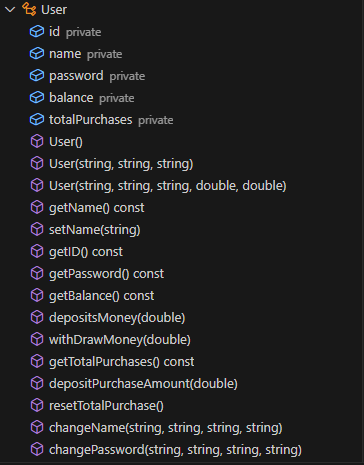 User
id private
name private
password private
balance private
totalPurchases private
User()
User(string, string, string)
User(string, string, string, double, double)
getName() const
setName(string)
getID() const
getPassword() const
getBalance() const
depositsMoney(double)
withDrawMoney(double)
getTotalPurchases() const
depositPurchaseAmount(double)
resetTotalPurchase()
changeName(string, string, string, string)
changePassword(string, string, string, string)